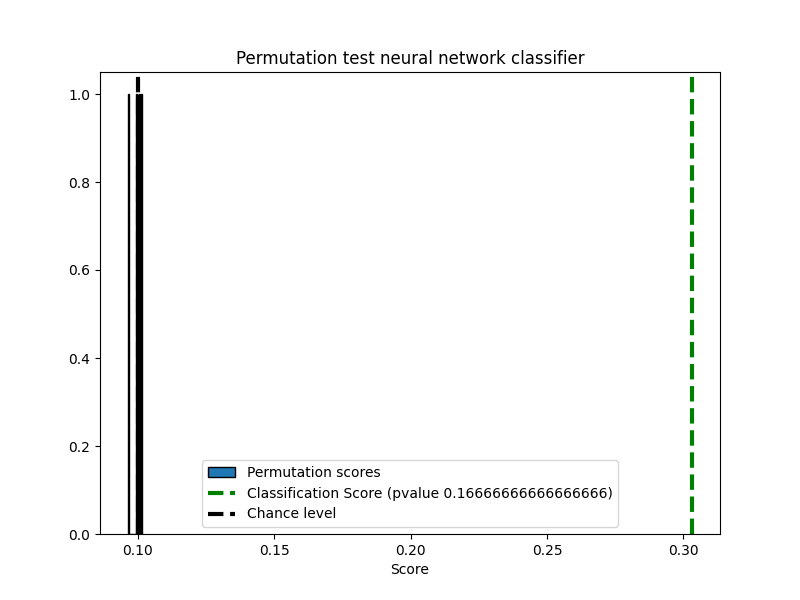 Permutation test neural network classifier
1.0
0.8
0.6
0.4
0.2
0.0
Permutation scores
Classification Score (pvalue 0.16666666666666666)
Chance level
0.10 0.15 0.20 0.25 0.30
Score